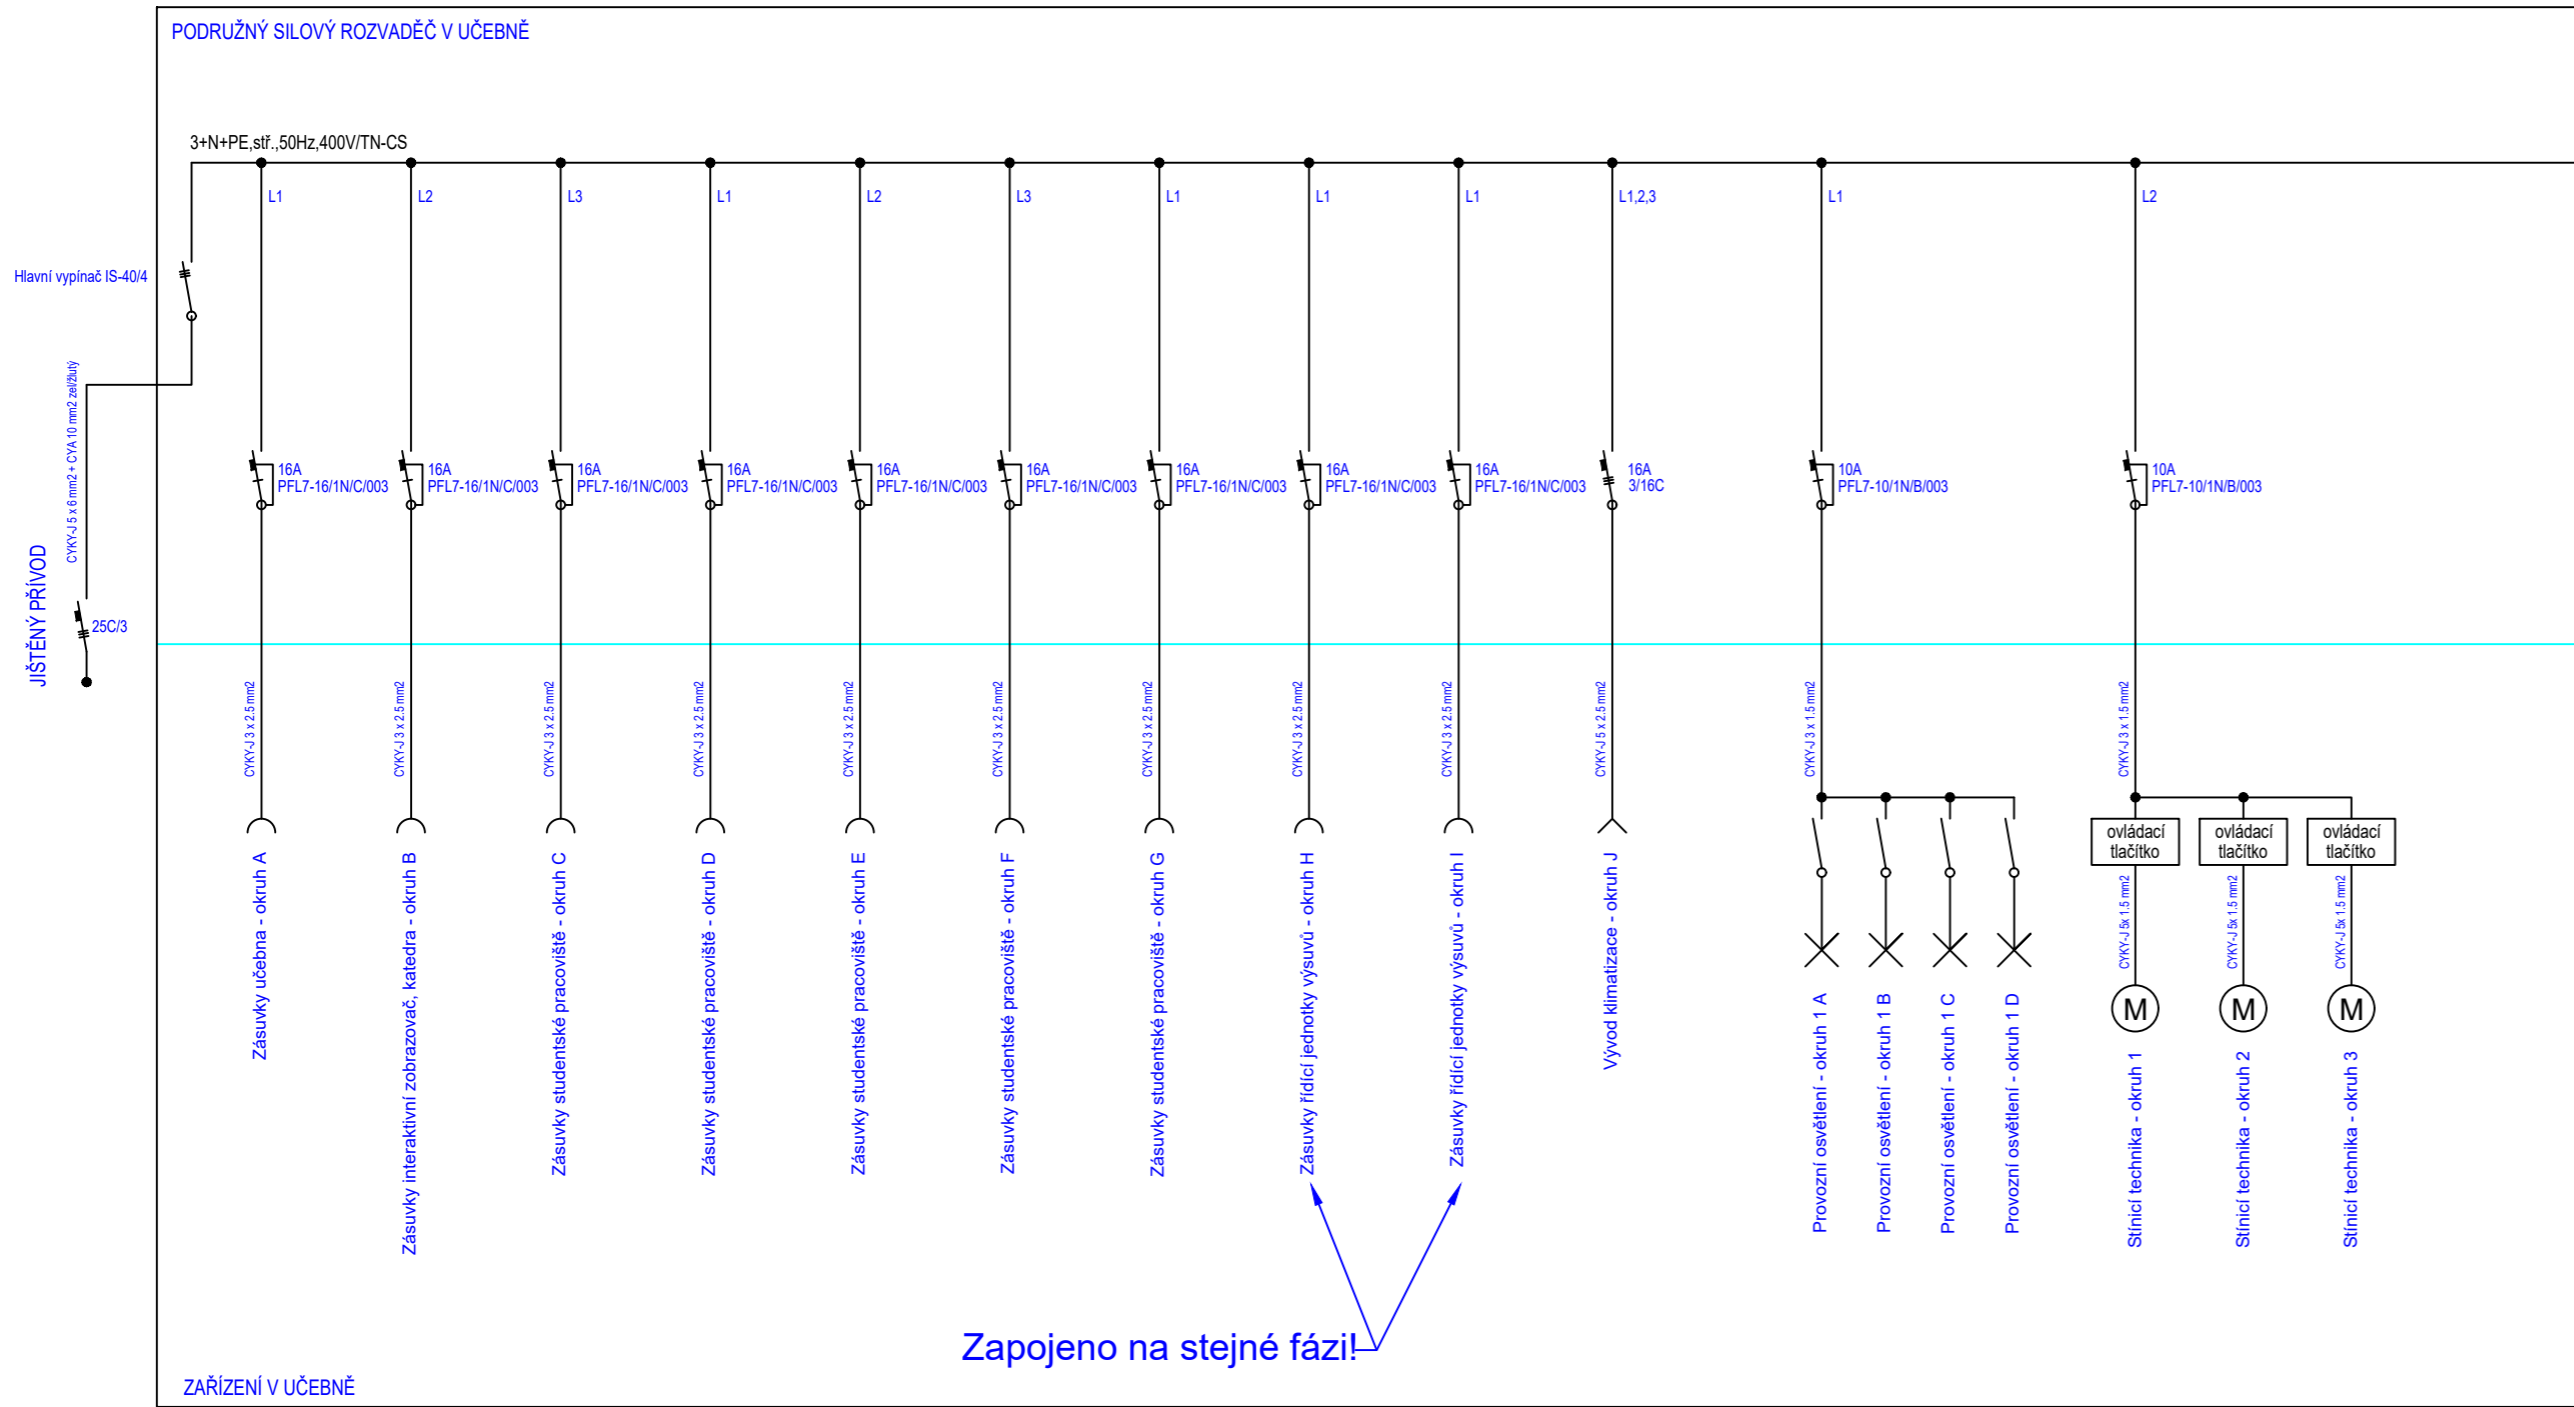 PODRUŽNÝ SILOVÝ ROZVADĚČ V UČEBNĚ
3+N+PE,stř.,50Hz,400V/TN-CS
L1
L2
L3
L1
L2
L3
L1
L1
L1
L1,2,3
L1
L2
Hlavní vypínač IS-40/4
CYKY-J 5 x 6 mm2 + CYA 10 mm2 zel/žlutý
JIŠTĚNÝ PŘÍVOD
25C/3
16A
PFL7-16/1N/C/003
16A
PFL7-16/1N/C/003
16A
PFL7-16/1N/C/003
16A
PFL7-16/1N/C/003
16A
PFL7-16/1N/C/003
16A
PFL7-16/1N/C/003
16A
PFL7-16/1N/C/003
16A
PFL7-16/1N/C/003
16A
PFL7-16/1N/C/003
16A
3/16C
10A
PFL7-10/1N/B/003
10A
PFL7-10/1N/B/003
CYKY-J 3 x 2.5 mm2
CYKY-J 3 x 2.5 mm2
CYKY-J 3 x 2.5 mm2
CYKY-J 3 x 2.5 mm2
CYKY-J 3 x 2.5 mm2
CYKY-J 3 x 2.5 mm2
CYKY-J 3 x 2.5 mm2
CYKY-J 3 x 2.5 mm2
CYKY-J 3 x 2.5 mm2
CYKY-J 5 x 2.5 mm2
CYKY-J 3 x 1.5 mm2
CYKY-J 3 x 1.5 mm2
ovládací
tlačítko
ovládací
tlačítko
ovládací
tlačítko
CYKY-J 5x 1.5 mm2
CYKY-J 5x 1.5 mm2
CYKY-J 5x 1.5 mm2
M
M
M
Zásuvky učebna - okruh A
Zásuvky interaktivní zobrazovač, katedra - okruh B
Zásuvky studentské pracoviště - okruh C
Zásuvky studentské pracoviště - okruh D
Zásuvky studentské pracoviště - okruh E
Zásuvky studentské pracoviště - okruh F
Zásuvky studentské pracoviště - okruh G
Zásuvky řídící jednotky výsuvů - okruh H
Zásuvky řídící jednotky výsuvů - okruh I
Vývod klimatizace - okruh J
Provozní osvětlení - okruh 1 A
Provozní osvětlení - okruh 1 B
Provozní osvětlení - okruh 1 C
Provozní osvětlení - okruh 1 D
Stínicí technika - okruh 1
Stínicí technika - okruh 2
Stínicí technika - okruh 3
Zapojeno na stejné fázi!
ZAŘÍZENÍ V UČEBNĚ